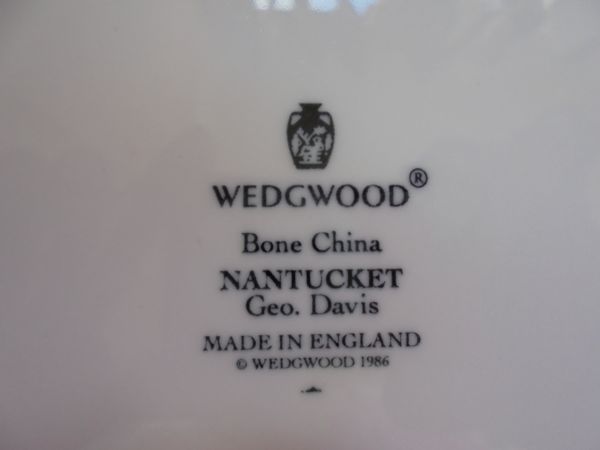 WEDGWOOD®
Bone China
NANTUCKET
Geo. Davis
MADE IN ENGLAND
© WEDGWOOD 1986